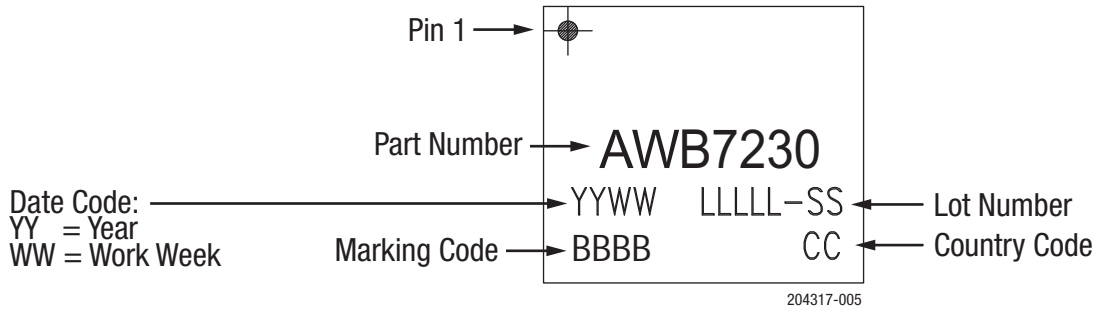 Pin 1
Part Number
AWB7230
Date Code:
YY = Year
WW = Work Week
YYWW LLLLL-SS
Lot Number
Marking Code
BBBB CC
Country Code
204317-005